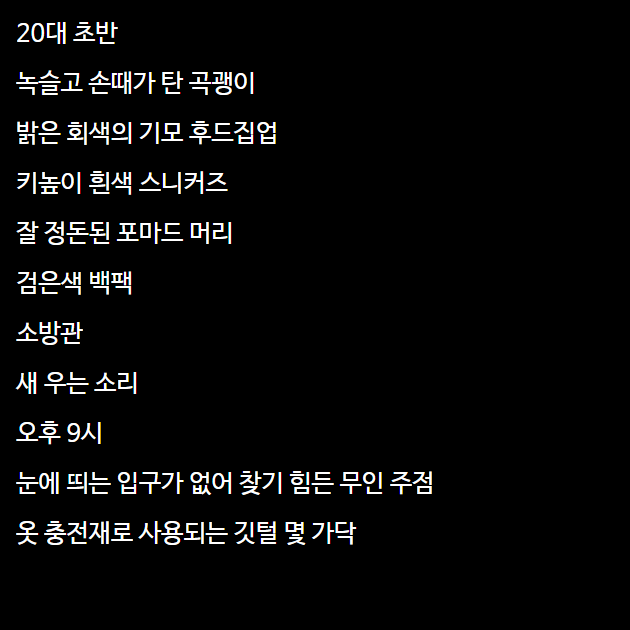 20대 초반
녹슬고 손때가 탄 곡괭이
밝은 회색의 기모 후드집업
키높이 흰색 스니커즈
잘 정돈된 포마드 머리
검은색 백팩
소방관
새 우는 소리
오후 9시
눈에 띄는 입구가 없어 찾기 힘든 무인 주점
옷 충전재로 사용되는 깃털 몇 가닥